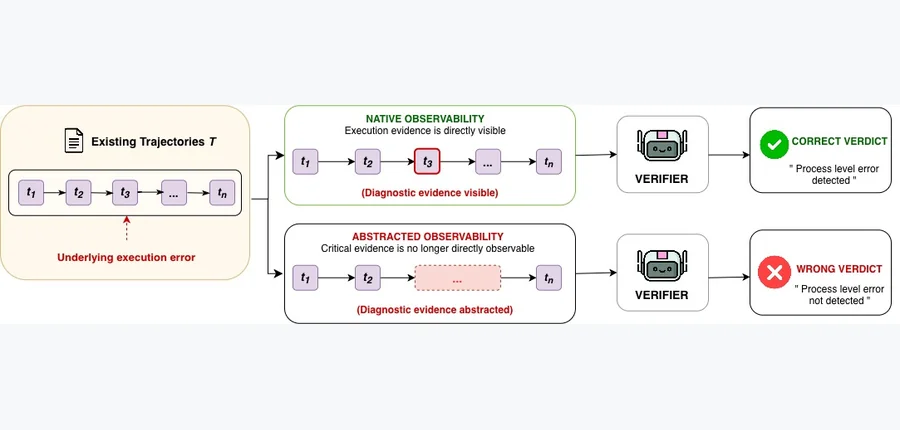 Existing Trajectories T
t1 t2 t3 ... tn
Underlying execution error
NATIVE OBSERVABILITY
Execution evidence is directly visible
t1 t2 t3 ... tn
(Diagnostic evidence visible)
VERIFIER
CORRECT VERDICT
" Process level error
detected "
ABSTRACTED OBSERVABILITY
Critical evidence is no longer directly observable
t1 t2 ... tn
(Diagnostic evidence abstracted)
VERIFIER
WRONG VERDICT
" Process level error
not detected "